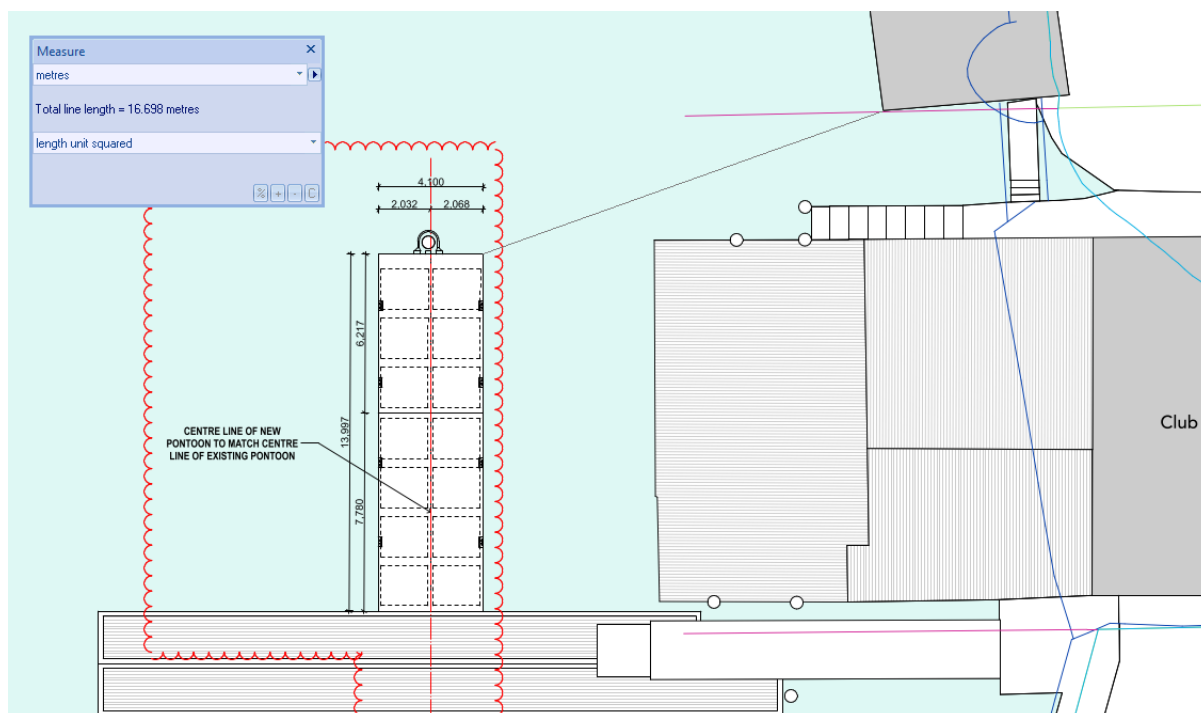 Measure
metres
Total line length = 16.698 metres
length unit squared
4,100
2,032
2,068
6,217
13,997
7,780
CENTRE LINE OF NEW
PONTOON TO MATCH CENTRE
LINE OF EXISTING PONTOON
Club